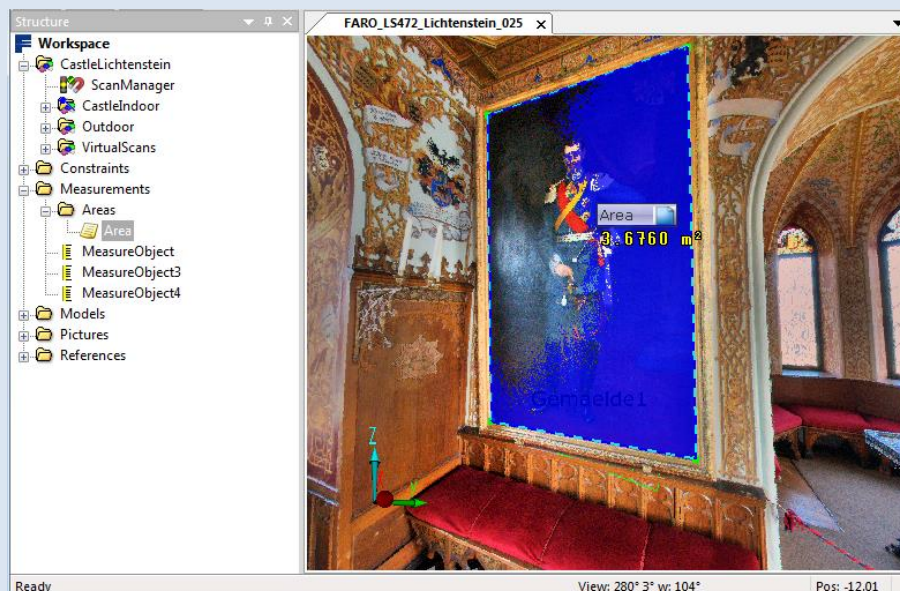 Structure
Workspace
CastleLichtenstein
ScanManager
CastleIndoor
Outdoor
VirtualScans
Constraints
Measurements
Areas
Area
MeasureObject
MeasureObject3
MeasureObject4
Models
Pictures
References
FARO_LS472_Lichtenstein_025
Area
3.6760 m²
Gemaelde1
Z
Y
Ready
View: 280° 3° w: 104°
Pos: -12.01